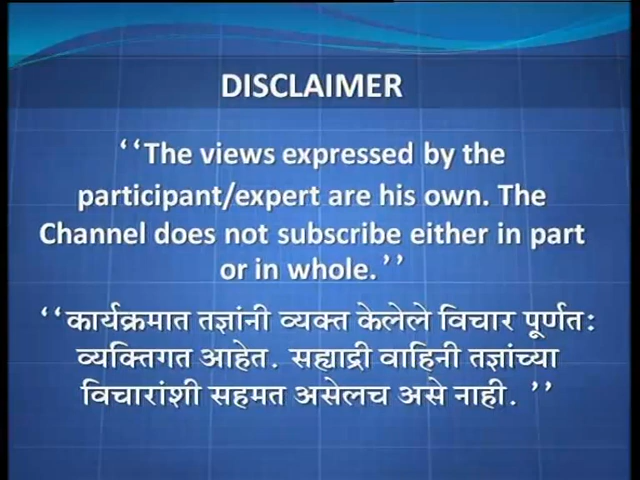 DISCLAIMER
‘‘The views expressed by the
participant/expert are his own. The
Channel does not subscribe either in part
or in whole.’’
‘‘कार्यक्रमात तज्ञांनी व्यक्त केलेले विचार पूर्णत:
व्यक्तिगत आहेत. सह्याद्री वाहिनी तज्ञांच्या
विचारांशी सहमत असेलच असे नाही. ’’